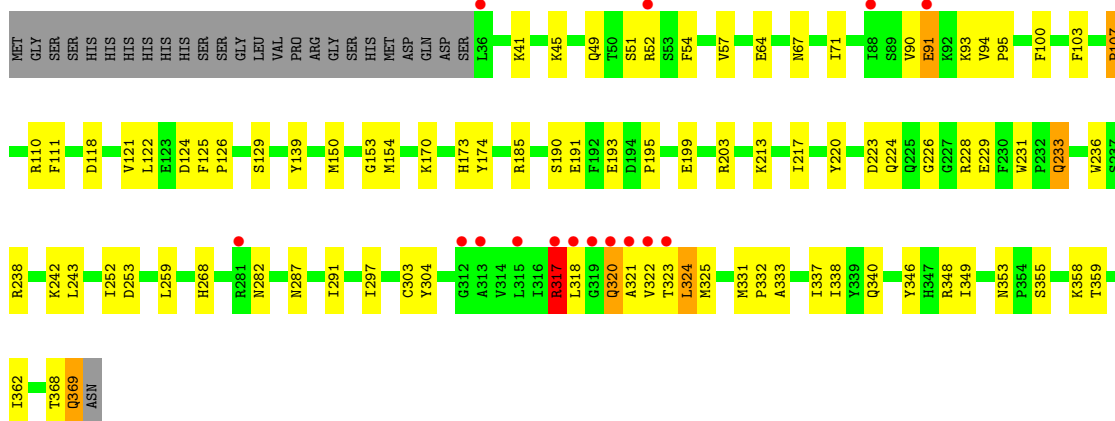 MET GLY SER SER HIS HIS HIS HIS HIS HIS SER SER GLY LEU VAL PRO ARG GLY SER HIS MET ASP GLN ASP SER L36 K41 K45 Q49 T50 S51 R52 S53 F54 V57 E64 N67 I71 I88 S89 V90 E91 K92 K93 V94 P95 F100 F103
R110 F111 D118 V121 L122 E123 D124 F125 P126 S129 Y139 M150 G153 M154 K170 H173 Y174 R185 S190 E191 F192 E193 D194 P195 E199 R203 K213 I217 Y220 D223 Q224 Q225 G226 G227 R228 E229 F230 W231 P232 Q233 W236 S237
R238 K242 L243 I252 D253 L259 H268 R281 N282 N287 I291 I297 C303 Y304 G312 A313 V314 L315 I316 R317 L318 G319 Q320 A321 V322 T323 L324 M325 M331 P332 A333 I337 I338 Y339 Q340 Y346 H347 R348 I349 N353 P354 S355 K358 T359
I362 T368 Q369 ASN